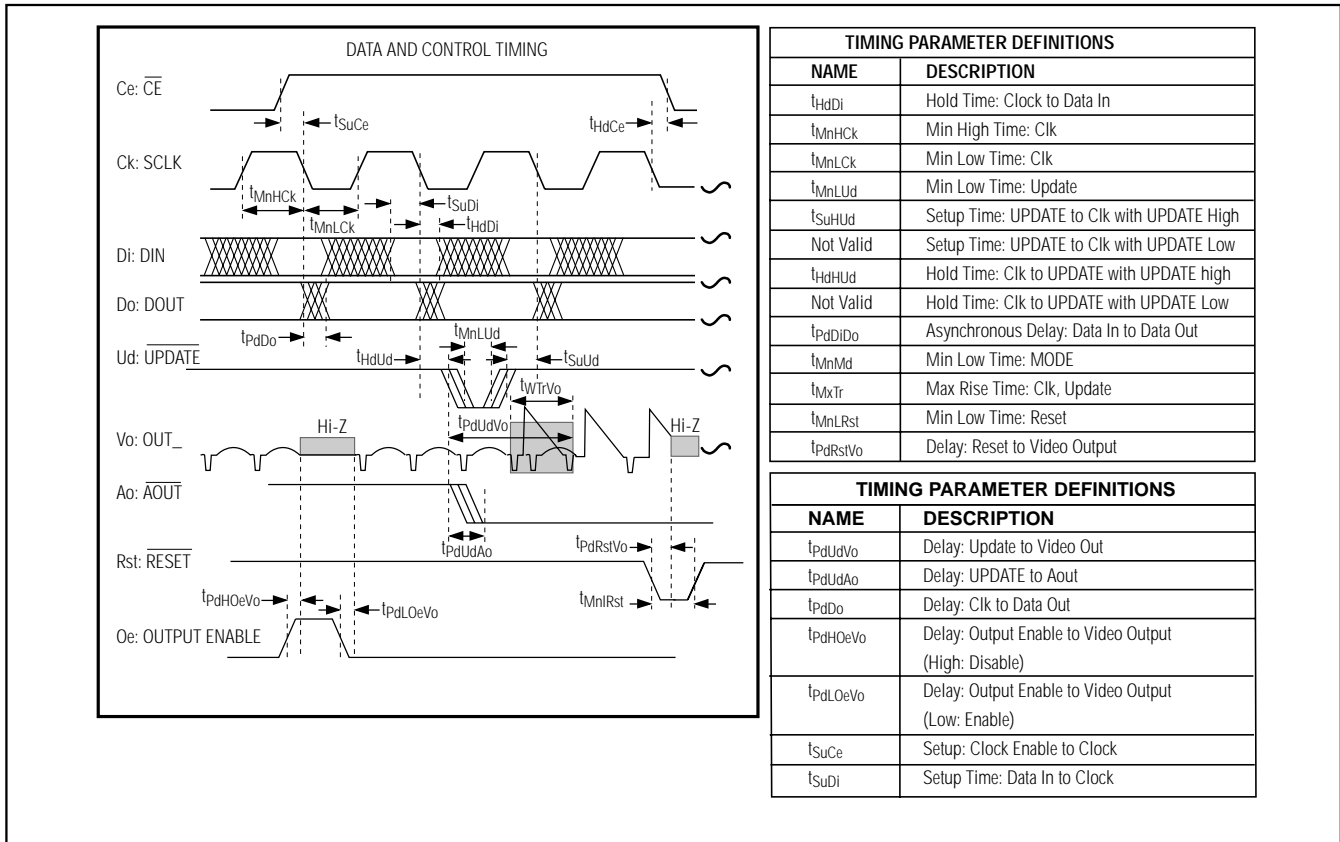 DATA AND CONTROL TIMING
Ce: CE
tSuCe
tHdCe
Ck: SCLK
tMnHCk
tMnLCk
tSuDi
tHdDi
Di: DIN
Do: DOUT
tPdDo
tMnLUd
Ud: UPDATE
tHdUd
tSuUd
tWTrVo
tPdUdVo
Vo: OUT_
Hi-Z
Hi-Z
Ao: AOUT
tPdUdAo
tPdRstVo
Rst: RESET
tMnlRst
tPdHOeVo
tPdLOeVo
Oe: OUTPUT ENABLE
TIMING PARAMETER DEFINITIONS
NAME DESCRIPTION
tHdDi Hold Time: Clock to Data In
tMnHCk Min High Time: Clk
tMnLCk Min Low Time: Clk
tMnLUd Min Low Time: Update
tSuHUd Setup Time: UPDATE to Clk with UPDATE High
Not Valid Setup Time: UPDATE to Clk with UPDATE Low
tHdHUd Hold Time: Clk to UPDATE with UPDATE high
Not Valid Hold Time: Clk to UPDATE with UPDATE Low
tPdDiDo Asynchronous Delay: Data In to Data Out
tMnMd Min Low Time: MODE
tMxTr Max Rise Time: Clk, Update
tMnLRst Min Low Time: Reset
tPdRstVo Delay: Reset to Video Output
TIMING PARAMETER DEFINITIONS
NAME DESCRIPTION
tPdUdVo Delay: Update to Video Out
tPdUdAo Delay: UPDATE to Aout
tPdDo Delay: Clk to Data Out
tPdHOeVo Delay: Output Enable to Video Output
(High: Disable)
tPdLOeVo Delay: Output Enable to Video Output
(Low: Enable)
tSuCe Setup: Clock Enable to Clock
tSuDi Setup Time: Data In to Clock